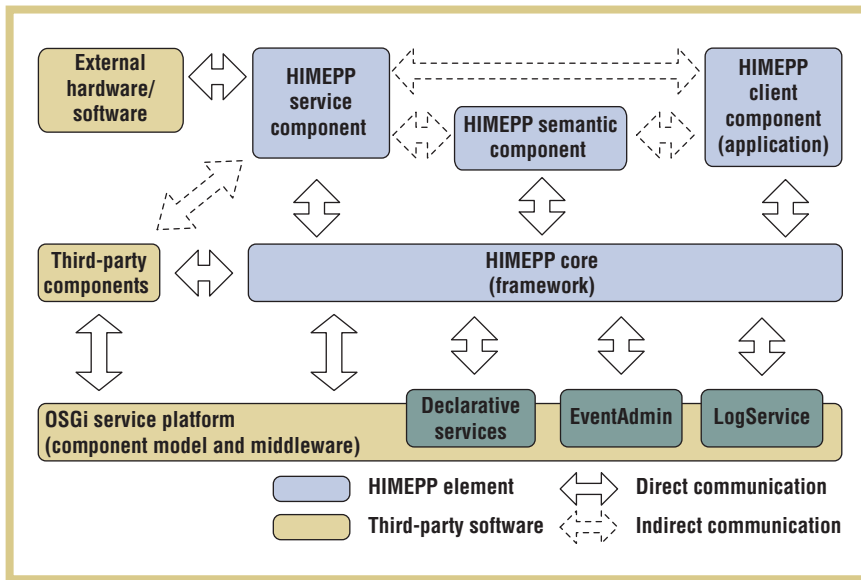 External
hardware/
software
HIMEPP
service
component
HIMEPP semantic
component
HIMEPP
client
component
(application)
Third-party
components
HIMEPP core
(framework)
OSGi service platform
(component model and middleware)
Declarative
services
EventAdmin
LogService
HIMEPP element
Direct communication
Third-party software
Indirect communication